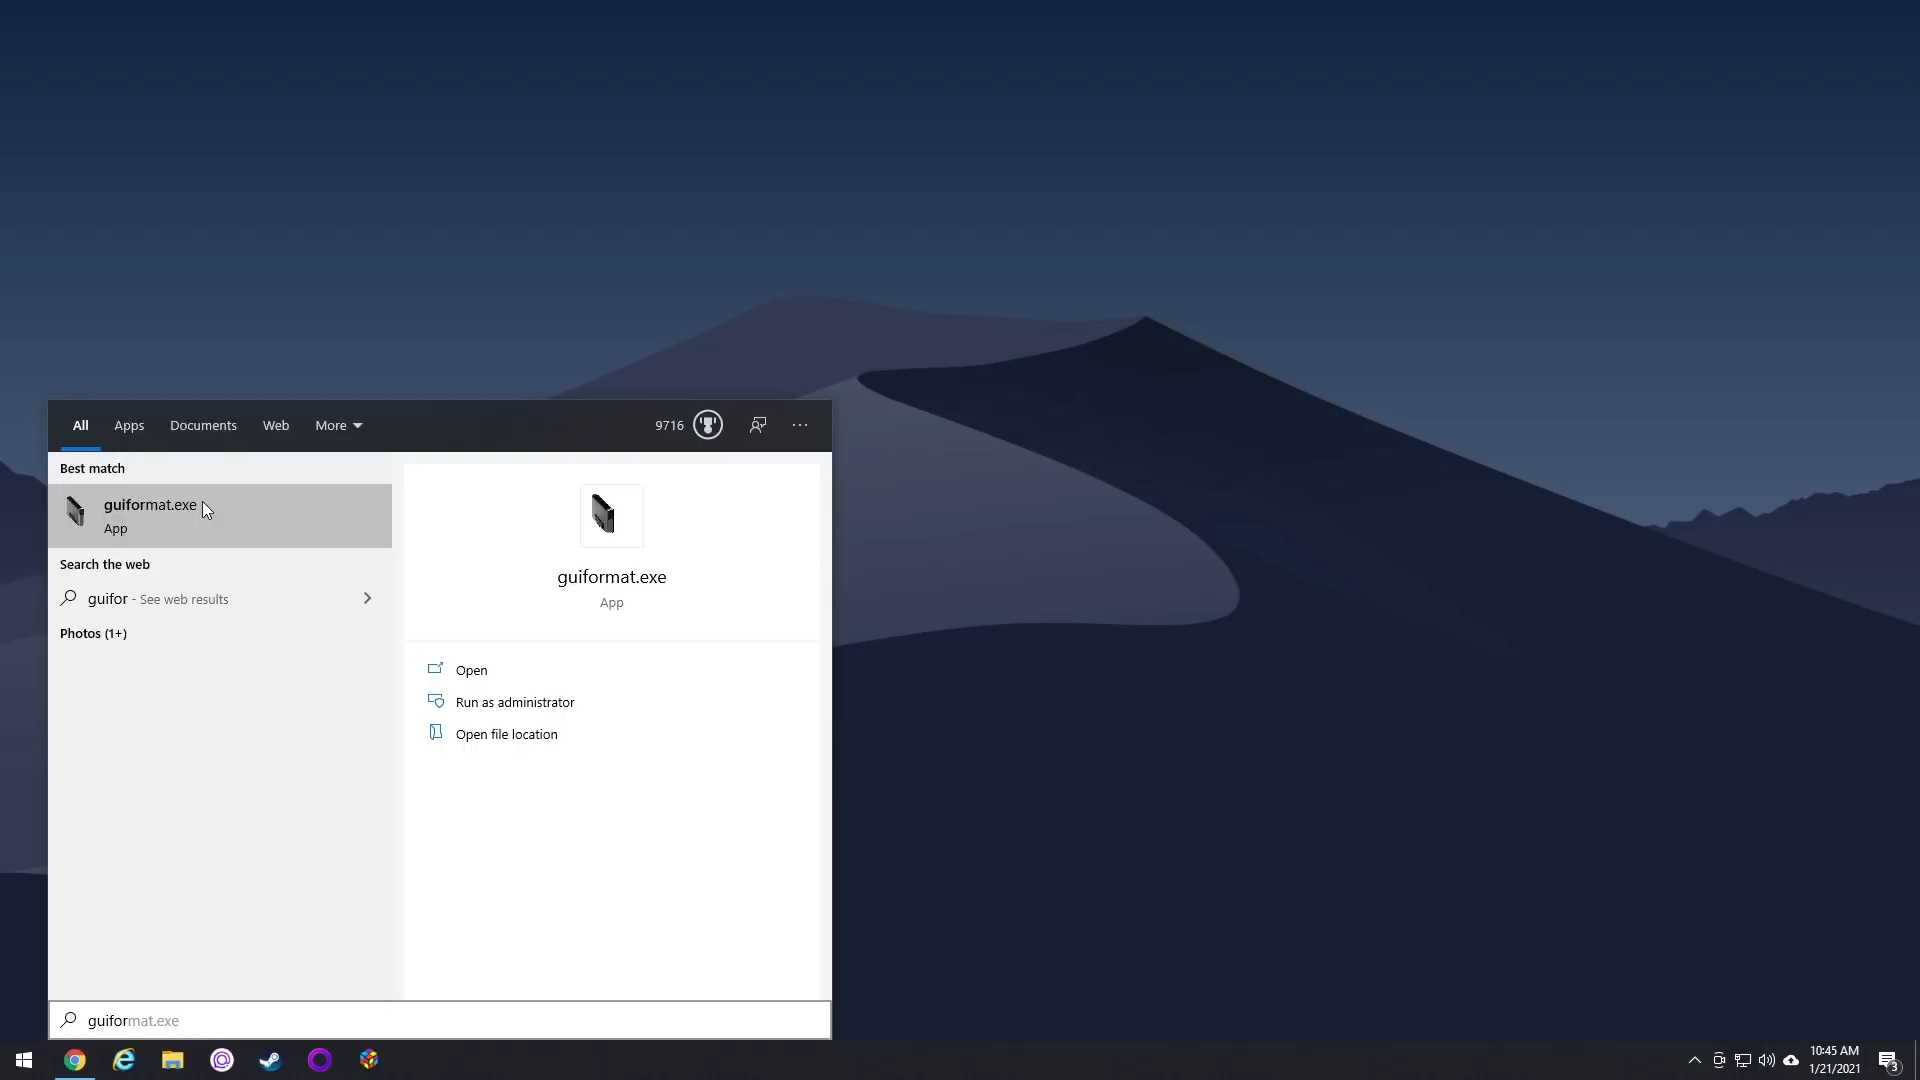 All Apps Documents Web More 9716 ...
Best match
guiformat.exe
App
guiformat.exe
App
Search the web
guifor - See web results
Photos (1+)
Open
Run as administrator
Open file location
guiformat.exe
10:45 AM
1/21/2021
3